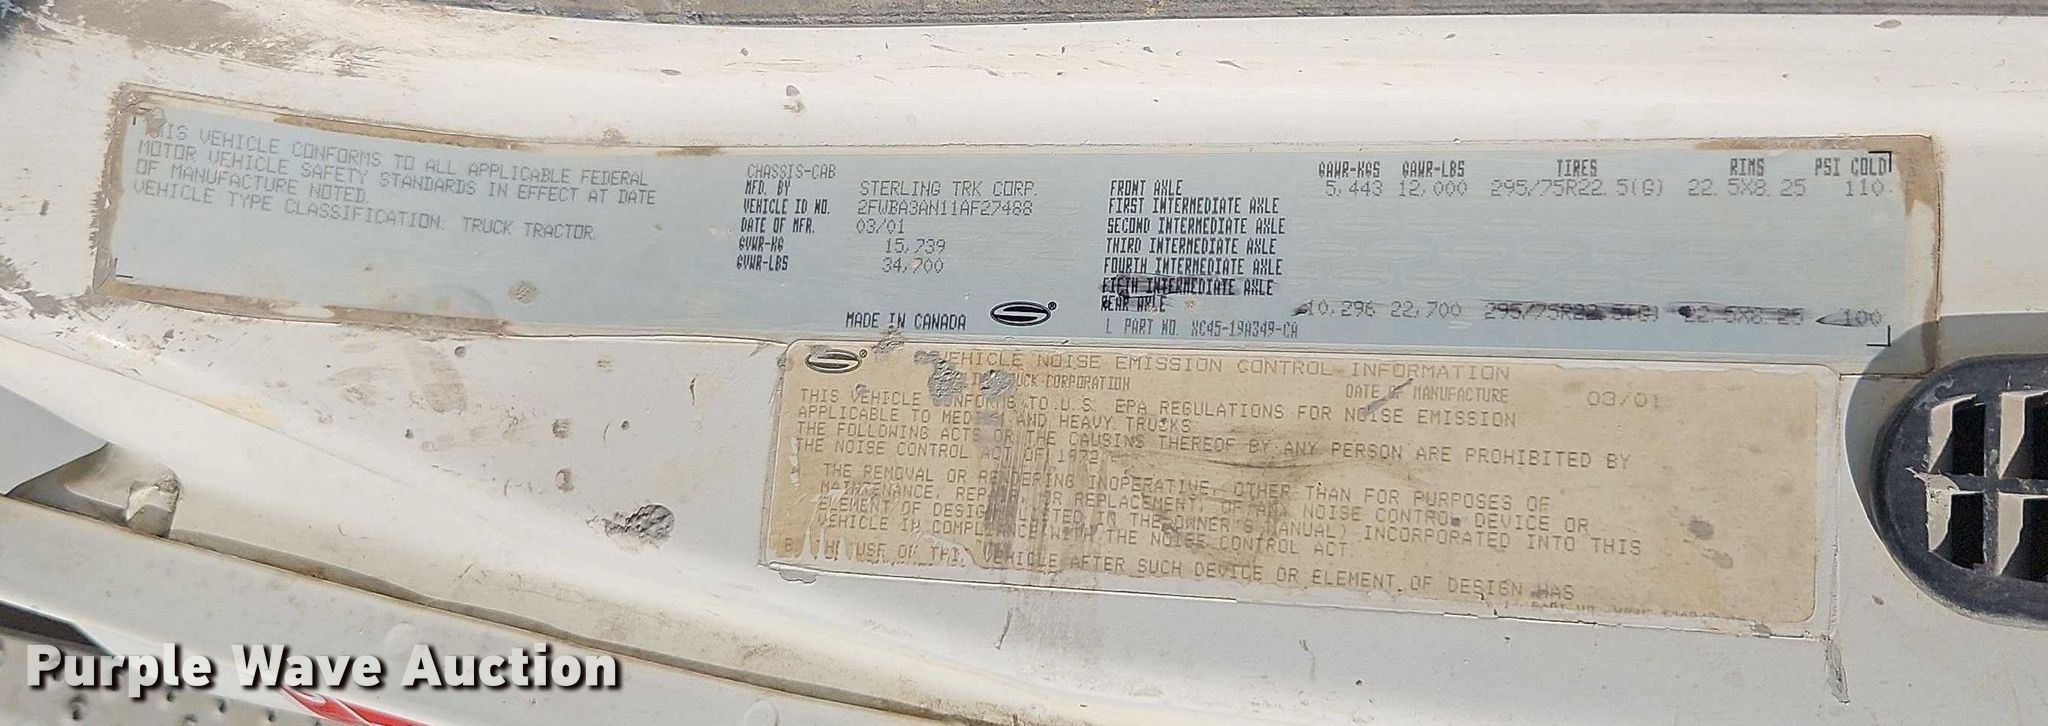 THIS VEHICLE CONFORMS TO ALL APPLICABLE FEDERAL
MOTOR VEHICLE SAFETY STANDARDS IN EFFECT AT DATE
OF MANUFACTURE NOTED.
VEHICLE TYPE CLASSIFICATION: TRUCK TRACTOR.
CHASSIS-CAB
MFD. BY STERLING TRK CORP.
VEHICLE ID NO. 2FWBA3AN11AF27488
DATE OF MFR. 03/01
GVWR-KG 15,739
GVWR-LBS 34,700
MADE IN CANADA
GAWR-KGS GAWR-LBS TIRES RIMS PSI COLD
FRONT AXLE 5,443 12,000 295/75R22.5(G) 22.5X8.25 110
FIRST INTERMEDIATE AXLE
SECOND INTERMEDIATE AXLE
THIRD INTERMEDIATE AXLE
FOURTH INTERMEDIATE AXLE
FIFTH INTERMEDIATE AXLE
REAR AXLE 10,296 22,700 295/75R22.5(G) 22.5X8.25 100
PART NO. XC45-19A349-CA
VEHICLE NOISE EMISSION CONTROL INFORMATION
CORPORATION DATE OF MANUFACTURE 03/01
THIS VEHICLE CONFORMS TO U.S. EPA REGULATIONS FOR NOISE EMISSION
APPLICABLE TO AND HEAVY TRUCKS.
THE FOLLOWING ACTS OR THE CAUSING THEREOF BY ANY PERSON ARE PROHIBITED BY
THE NOISE CONTROL ACT OF 1972
THE REMOVAL OR RENDERING INOPERATIVE, OTHER THAN FOR PURPOSES OF
MAINTENANCE, REPAIR, OR REPLACEMENT, OF ANY NOISE CONTROL DEVICE OR
ELEMENT OF DESIGN (LISTED IN THE OWNER'S MANUAL) INCORPORATED INTO THIS
VEHICLE IN COMPLIANCE WITH THE NOISE CONTROL ACT.
B. USE OF THIS VEHICLE AFTER SUCH DEVICE OR ELEMENT OF DESIGN HAS
Purple Wave Auction